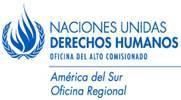 NACIONES UNIDAS
DERECHOS HUMANOS
OFICINA DEL ALTO COMISIONADO
América del Sur
Oficina Regional